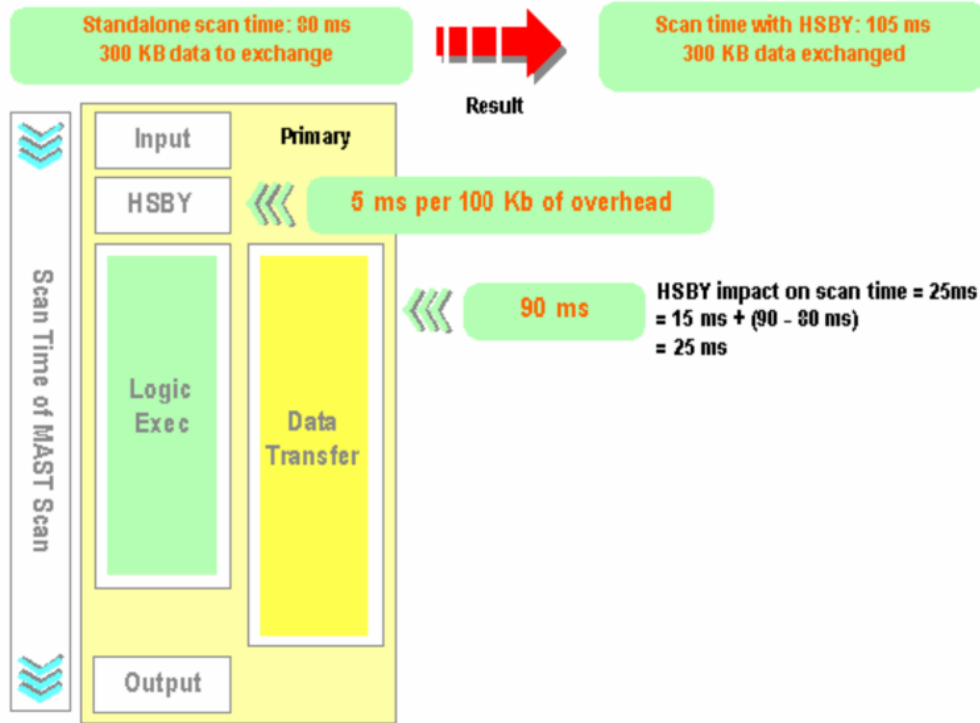 Standalone scan time: 80 ms
300 KB data to exchange
Result
Scan time with HSBY: 105 ms
300 KB data exchanged
Scan Time of MAST Scan
Input
Primary
HSBY
5 ms per 100 Kb of overhead
Logic
Exec
Data
Transfer
90 ms
HSBY impact on scan time = 25ms
= 15 ms + (90 - 80 ms)
= 25 ms
Output